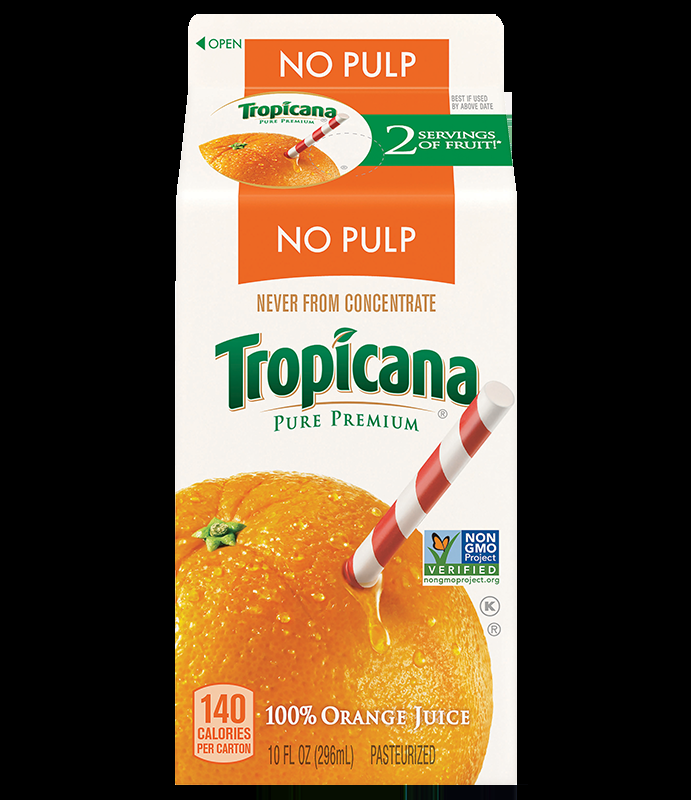 OPEN
NO PULP
BEST IF USED
BY ABOVE DATE
Tropicana
PURE PREMIUM
®
2 SERVINGS
OF FRUIT!*
NO PULP
NEVER FROM CONCENTRATE
Tropicana
®
PURE PREMIUM
NON
GMO
Project
VERIFIED
nongmoproject.org
K
®
140
CALORIES
PER CARTON
100% ORANGE JUICE
10 FL OZ (296mL) PASTEURIZED